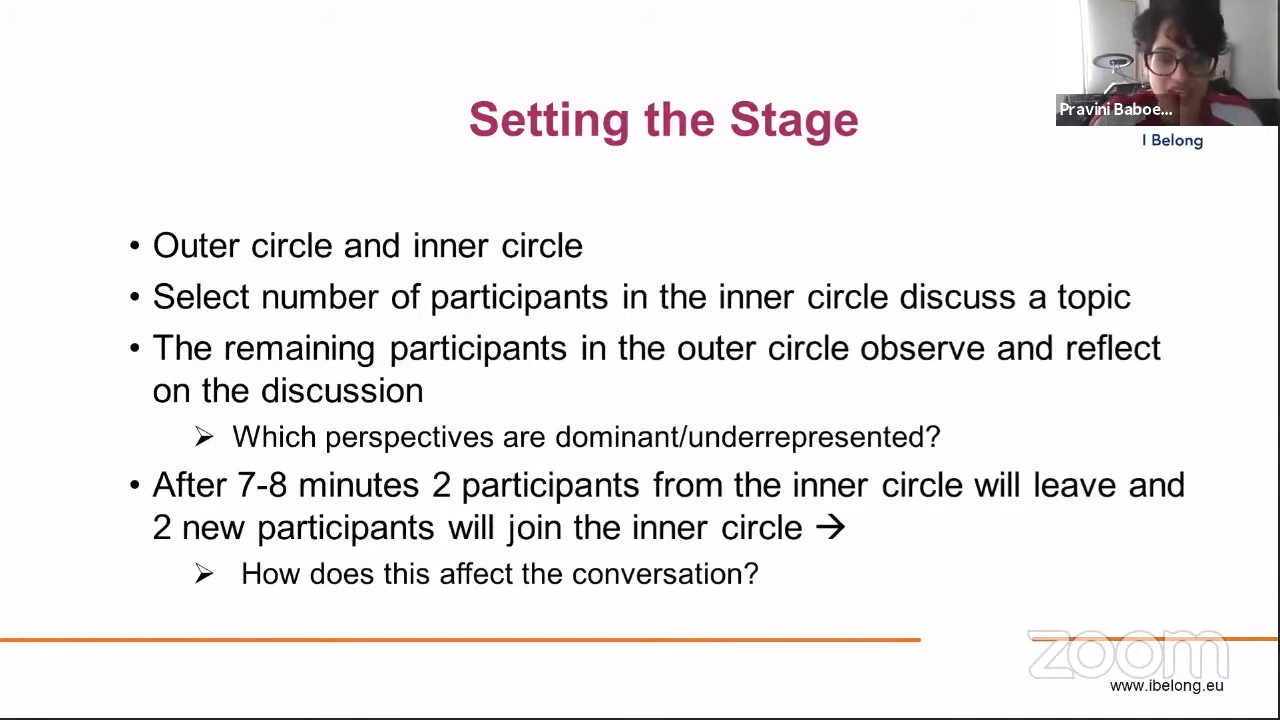 Setting the Stage
Pravini Baboe...
I Belong
• Outer circle and inner circle
• Select number of participants in the inner circle discuss a topic
• The remaining participants in the outer circle observe and reflect
on the discussion
➢ Which perspectives are dominant/underrepresented?
• After 7-8 minutes 2 participants from the inner circle will leave and
2 new participants will join the inner circle →
➢ How does this affect the conversation?
zoom
www.ibelong.eu